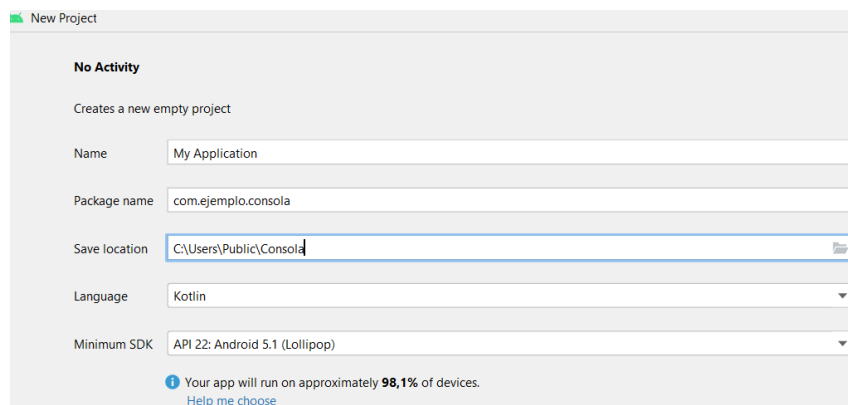 New Project
No Activity
Creates a new empty project
Name My Application
Package name com.ejemplo.consola
Save location C:\Users\Public\Consola
Language Kotlin
Minimum SDK API 22: Android 5.1 (Lollipop)
Your app will run on approximately 98,1% of devices.
Help me choose